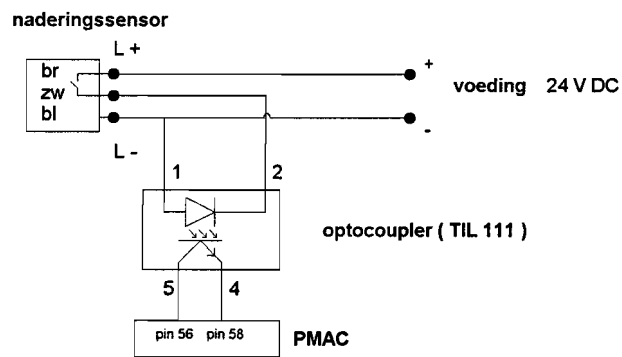 naderingssensor
L +
br
zw
bl
L -
+
voeding 24 V DC
-
1 2
optocoupler ( TIL 111 )
5 4
pin 56 pin 58 PMAC